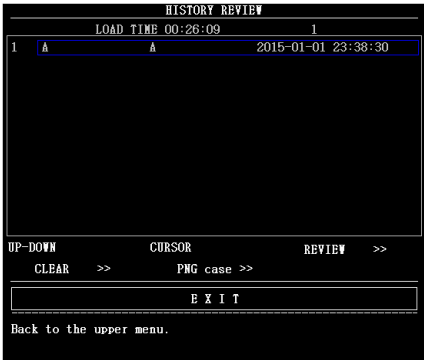 HISTORY REVIEW
LOAD TIME 00:26:09 1
1 A A 2015-01-01 23:38:30
UP-DOWN CURSOR REVIEW >>
CLEAR >> PNG case >>
E X I T
Back to the upper menu.